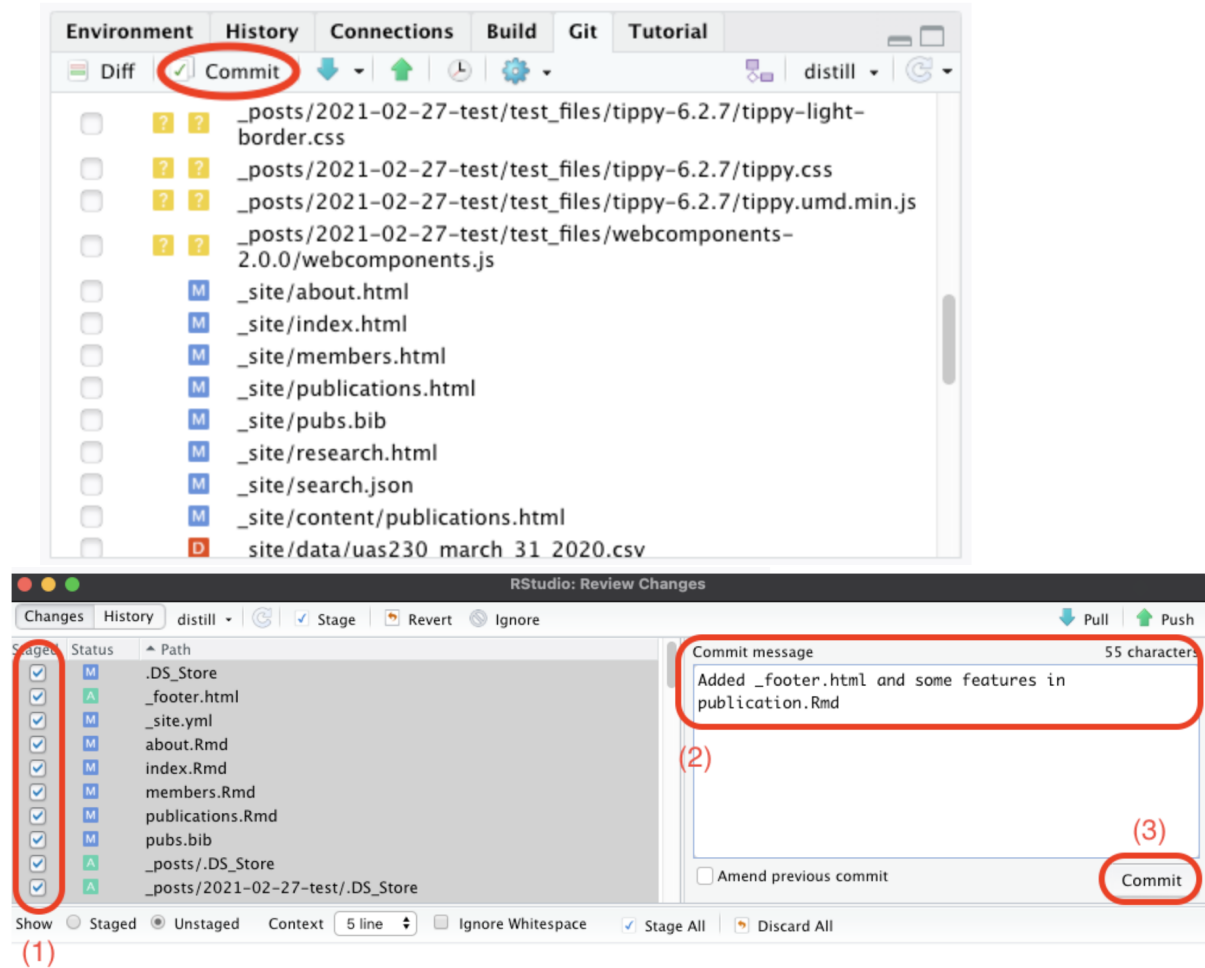 Environment History Connections Build Git Tutorial
Diff Commit distill
? ? _posts/2021-02-27-test/test_files/tippy-6.2.7/tippy-light-
border.css
? ? _posts/2021-02-27-test/test_files/tippy-6.2.7/tippy.css
? ? _posts/2021-02-27-test/test_files/tippy-6.2.7/tippy.umd.min.js
? ? _posts/2021-02-27-test/test_files/webcomponents-
2.0.0/webcomponents.js
M _site/about.html
M _site/index.html
M _site/members.html
M _site/publications.html
M _site/pubs.bib
M _site/research.html
M _site/search.json
M _site/content/publications.html
D _site/data/uas230_march_31_2020.csv
RStudio: Review Changes
Changes History distill Stage Revert Ignore Pull Push
Staged Status Path
M .DS_Store
A _footer.html
M _site.yml
M about.Rmd
M index.Rmd
M members.Rmd
M publications.Rmd
M pubs.bib
A _posts/.DS_Store
A _posts/2021-02-27-test/.DS_Store
Commit message 55 characters
Added _footer.html and some features in
publication.Rmd
(2)
(3)
Amend previous commit Commit
Show Staged Unstaged Context 5 line Ignore Whitespace Stage All Discard All
(1)